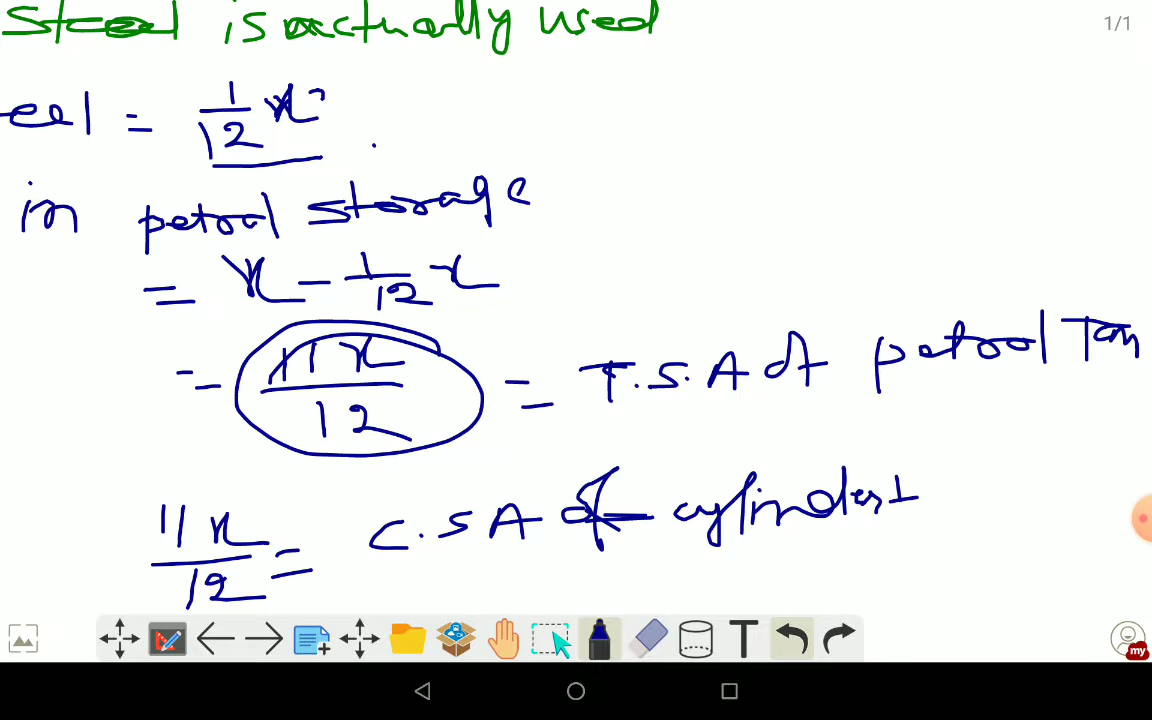 steel is actually used
1/1
eel = 1/12 x
in petrol storage
= x - 1/12 x
= 11x/12 = T.S.A of petrol Tan
11x/12 = C.S.A of cylinder +
T
my